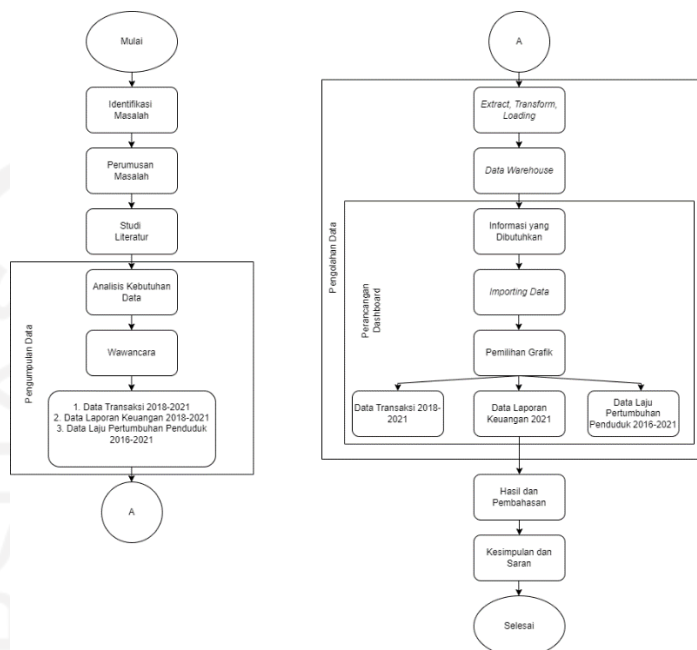 Mulai
Identifikasi
Masalah
Perumusan
Masalah
Studi
Literatur
Pengumpulan Data
Analisis Kebutuhan
Data
Wawancara
1. Data Transaksi 2018-2021
2. Data Laporan Keuangan 2018-2021
3. Data Laju Pertumbuhan Penduduk
2016-2021
A
A
Pengolahan Data
Extract, Transform,
Loading
Data Warehouse
Perancangan
Dashboard
Informasi yang
Dibutuhkan
Importing Data
Pemilihan Grafik
Data Transaksi 2018-
2021
Data Laporan
Keuangan 2021
Data Laju
Pertumbuhan
Penduduk 2016-2021
Hasil dan
Pembahasan
Kesimpulan dan
Saran
Selesai